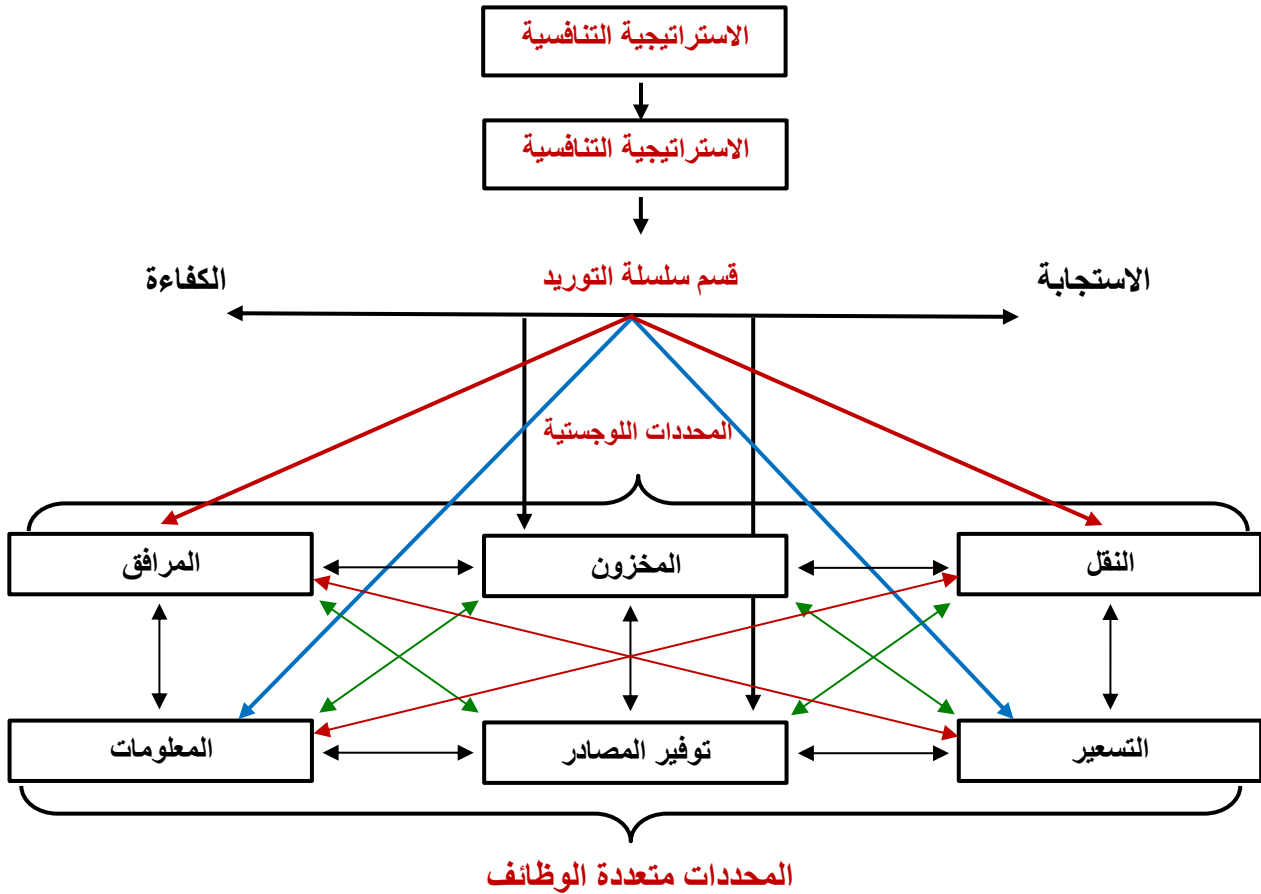 الاستراتيجية التنافسية
الاستراتيجية التنافسية
الاستجابة
قسم سلسلة التوريد
الكفاءة
المحددات اللوجستية
النقل
المخزون
المرافق
التسعير
توفير المصادر
المعلومات
المحددات متعددة الوظائف